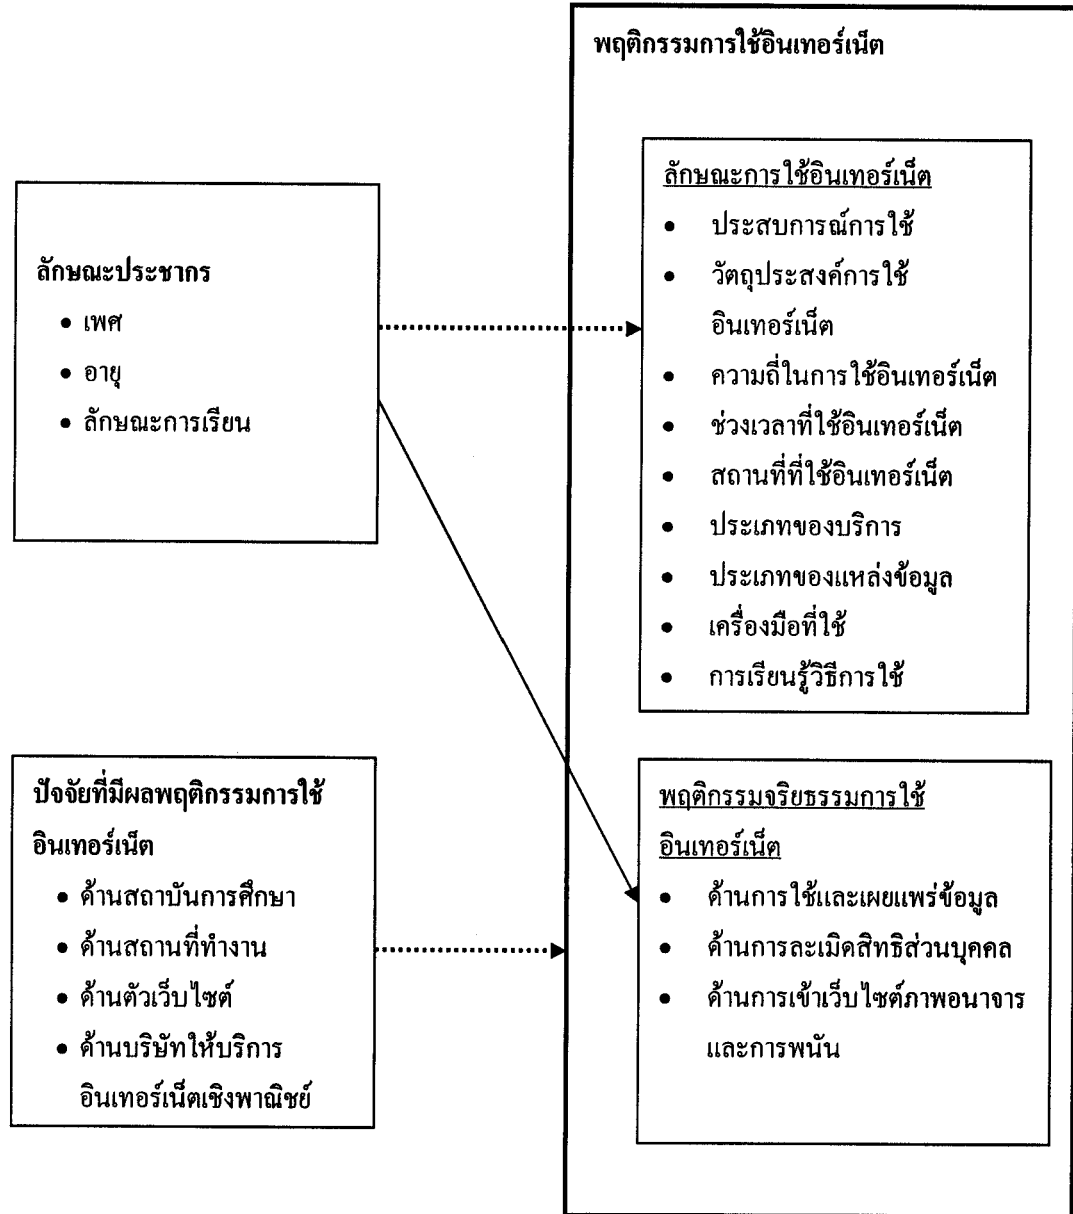 พฤติกรรมการใช้อินเทอร์เน็ต
ลักษณะประชากร
• เพศ
• อายุ
• ลักษณะการเรียน
ลักษณะการใช้อินเทอร์เน็ต
• ประสบการณ์การใช้
• วัตถุประสงค์การใช้
อินเทอร์เน็ต
• ความถี่ในการใช้อินเทอร์เน็ต
• ช่วงเวลาที่ใช้อินเทอร์เน็ต
• สถานที่ที่ใช้อินเทอร์เน็ต
• ประเภทของบริการ
• ประเภทของแหล่งข้อมูล
• เครื่องมือที่ใช้
• การเรียนรู้วิธีการใช้
ปัจจัยที่มีผลพฤติกรรมการใช้
อินเทอร์เน็ต
• ด้านสถาบันการศึกษา
• ด้านสถานที่ทำงาน
• ด้านตัวเว็บไซต์
• ด้านบริษัทให้บริการ
อินเทอร์เน็ตเชิงพาณิชย์
พฤติกรรมจริยธรรมการใช้
อินเทอร์เน็ต
• ด้านการใช้และเผยแพร่ข้อมูล
• ด้านการละเมิดสิทธิส่วนบุคคล
• ด้านการเข้าเว็บไซต์ภาพอนาจาร
และการพนัน